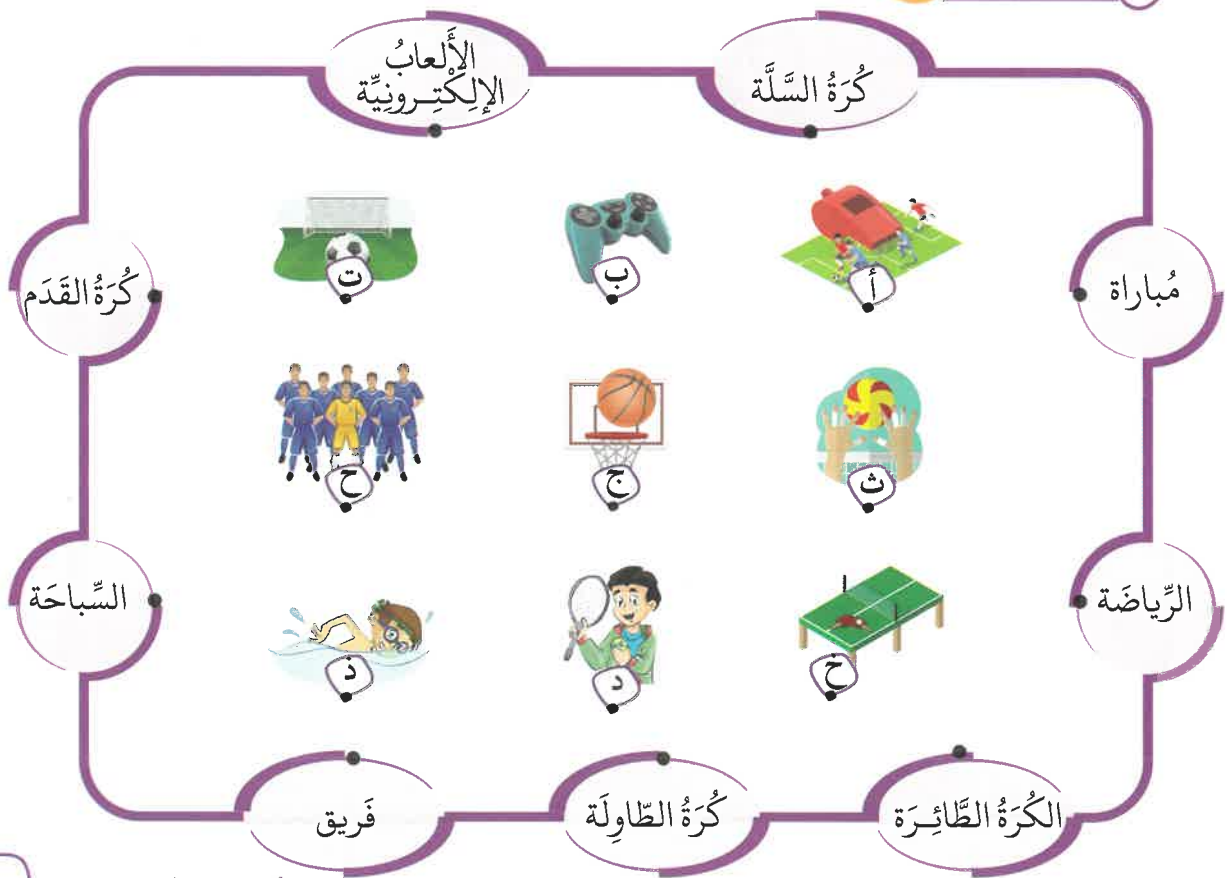 كُرَةُ السَّلَّة
الأَلعابُ
الإلِكْتِـرونِيِّة
أ
ب
ت
مُباراة
كُرَةُ القَدَم
ث
ج
ح
الرِّياضَة
السِّباحَة
خ
د
ذ
الكُرَةُ الطَّائِـرَة
كُرَةُ الطّاوِلَة
فَريق